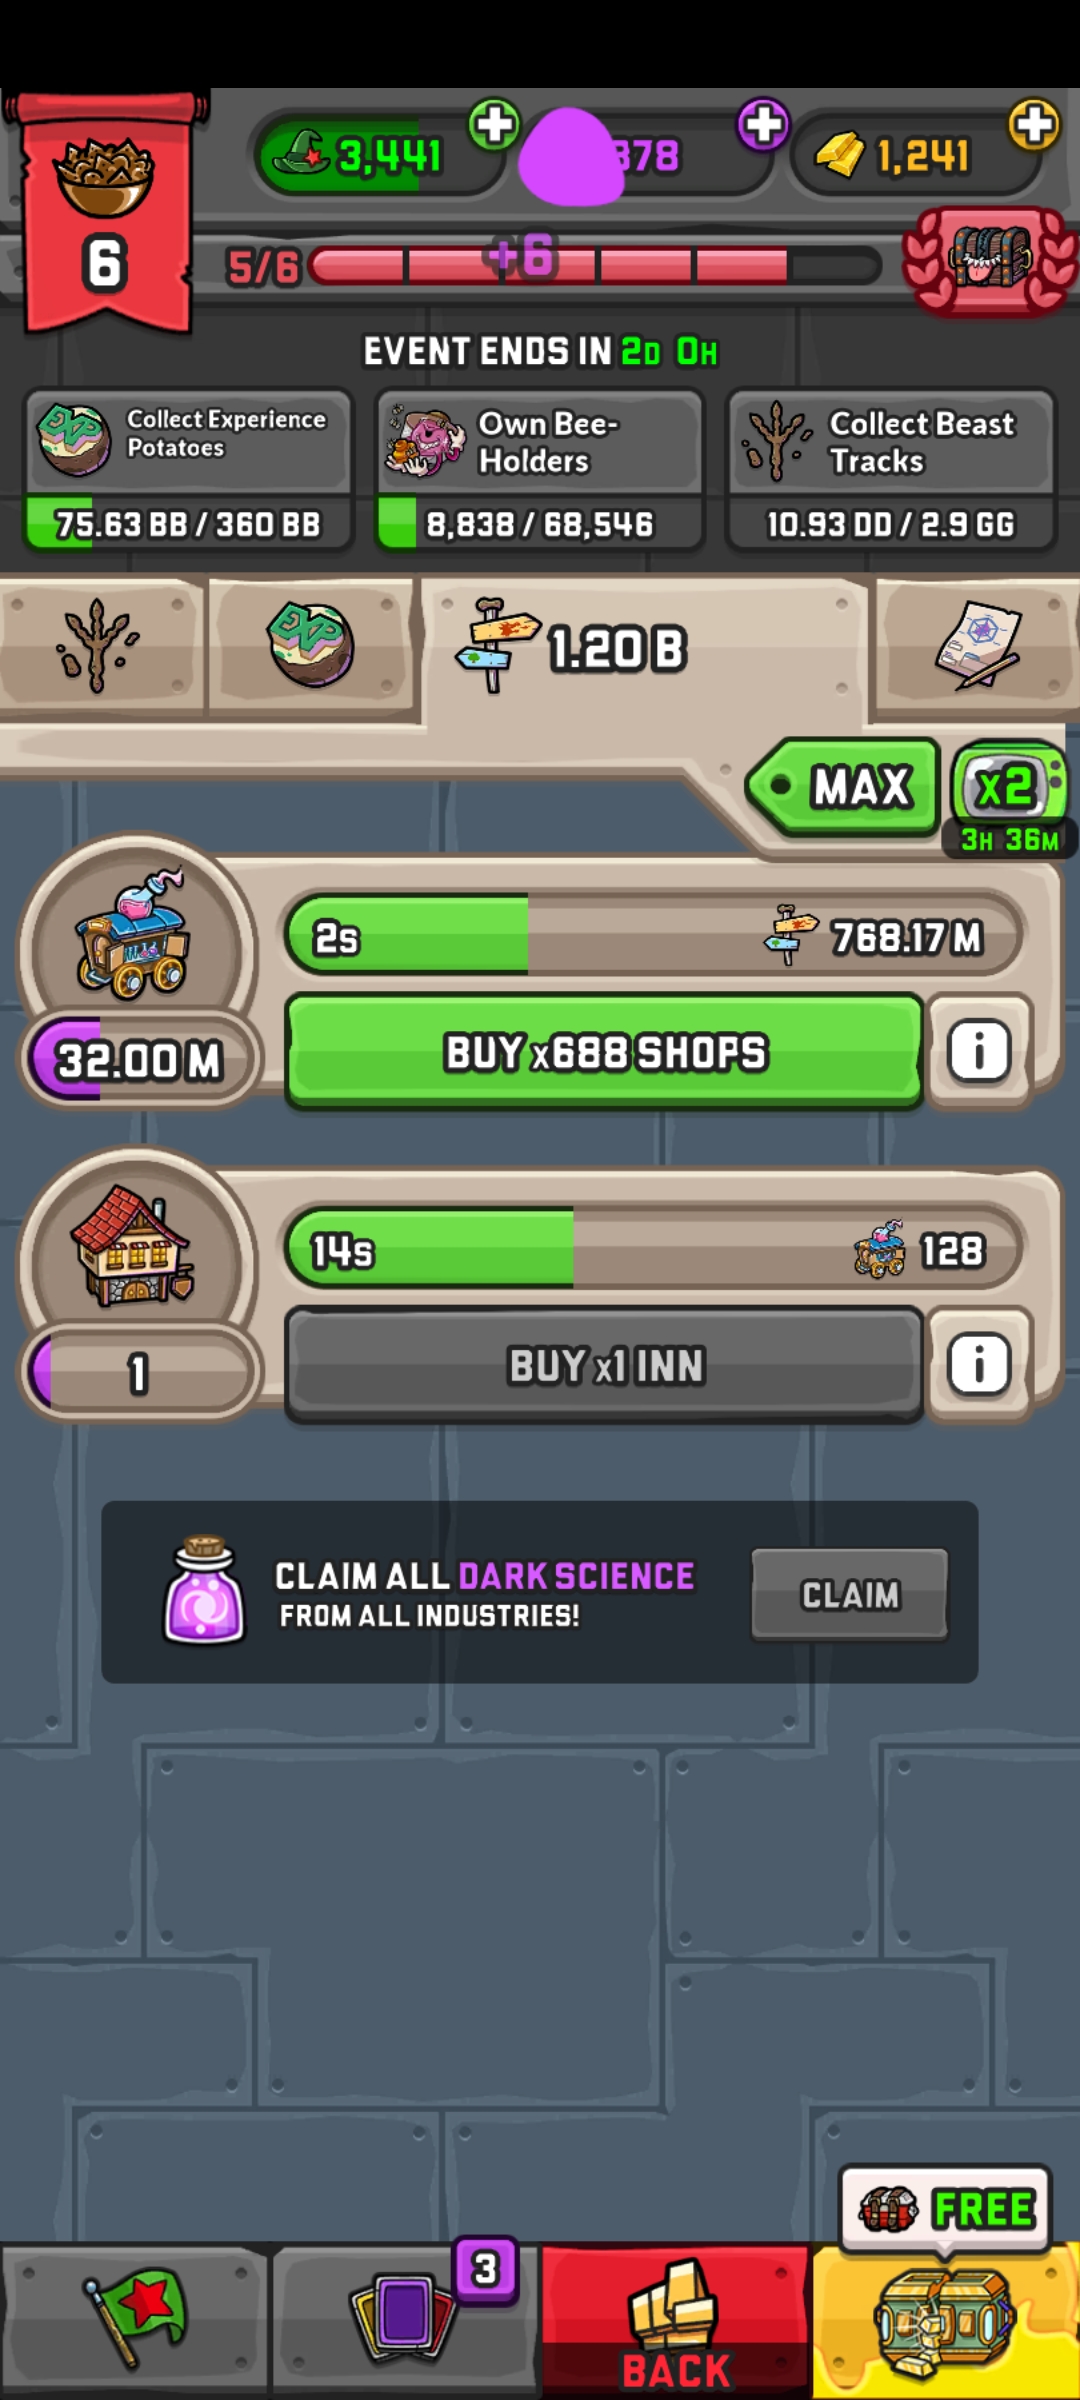 3,441
378
1,241
6
5/6
+6
EVENT ENDS IN 2D 0H
EXP
Collect Experience
Potatoes
75.63 BB / 360 BB
Own Bee-
Holders
8,838 / 68,546
Collect Beast
Tracks
10.93 DD / 2.9 GG
EXP
1.20 B
MAX
x2
3H 36M
2s
768.17 M
32.00 M
BUY x688 SHOPS
i
14s
128
1
BUY x1 INN
i
CLAIM ALL DARK SCIENCE
FROM ALL INDUSTRIES!
CLAIM
FREE
3
BACK